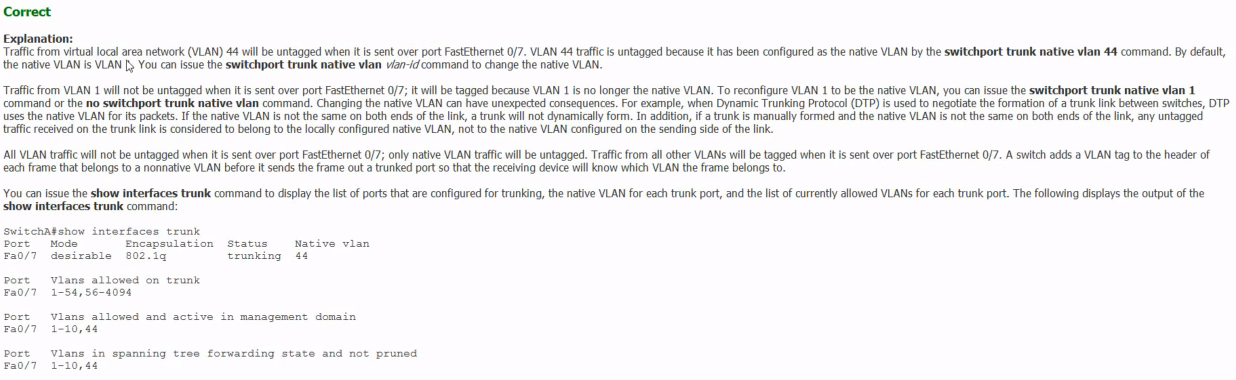 Correct
Explanation:
Traffic from virtual local area network (VLAN) 44 will be untagged when it is sent over port FastEthernet 0/7. VLAN 44 traffic is untagged because it has been configured as the native VLAN by the switchport trunk native vlan 44 command. By default,
the native VLAN is VLAN You can issue the switchport trunk native vlan vlan-id command to change the native VLAN.
Traffic from VLAN 1 will not be untagged when it is sent over port FastEthernet 0/7; it will be tagged because VLAN 1 is no longer the native VLAN. To reconfigure VLAN 1 to be the native VLAN, you can issue the switchport trunk native vlan 1
command or the no switchport trunk native vlan command. Changing the native VLAN can have unexpected consequences. For example, when Dynamic Trunking Protocol (DTP) is used to negotiate the formation of a trunk link between switches, DTP
uses the native VLAN for its packets. If the native VLAN is not the same on both ends of the link, a trunk will not dynamically form. In addition, if a trunk is manually formed and the native VLAN is not the same on both ends of the link, any untagged
traffic received on the trunk link is considered to belong to the locally configured native VLAN, not to the native VLAN configured on the sending side of the link.
All VLAN traffic will not be untagged when it is sent over port FastEthernet 0/7; only native VLAN traffic will be untagged. Traffic from all other VLANs will be tagged when it is sent over port FastEthernet 0/7. A switch adds a VLAN tag to the header of
each frame that belongs to a nonnative VLAN before it sends the frame out a trunked port so that the receiving device will know which VLAN the frame belongs to.
You can issue the show interfaces trunk command to display the list of ports that are configured for trunking, the native VLAN for each trunk port, and the list of currently allowed VLANs for each trunk port. The following displays the output of the
show interfaces trunk command:
SwitchA#show interfaces trunk
Port Mode Encapsulation Status Native vlan
Fa0/7 desirable 802.1q trunking 44
Port Vlans allowed on trunk
Fa0/7 1-54,56-4094
Port Vlans allowed and active in management domain
Fa0/7 1-10,44
Port Vlans in spanning tree forwarding state and not pruned
Fa0/7 1-10,44